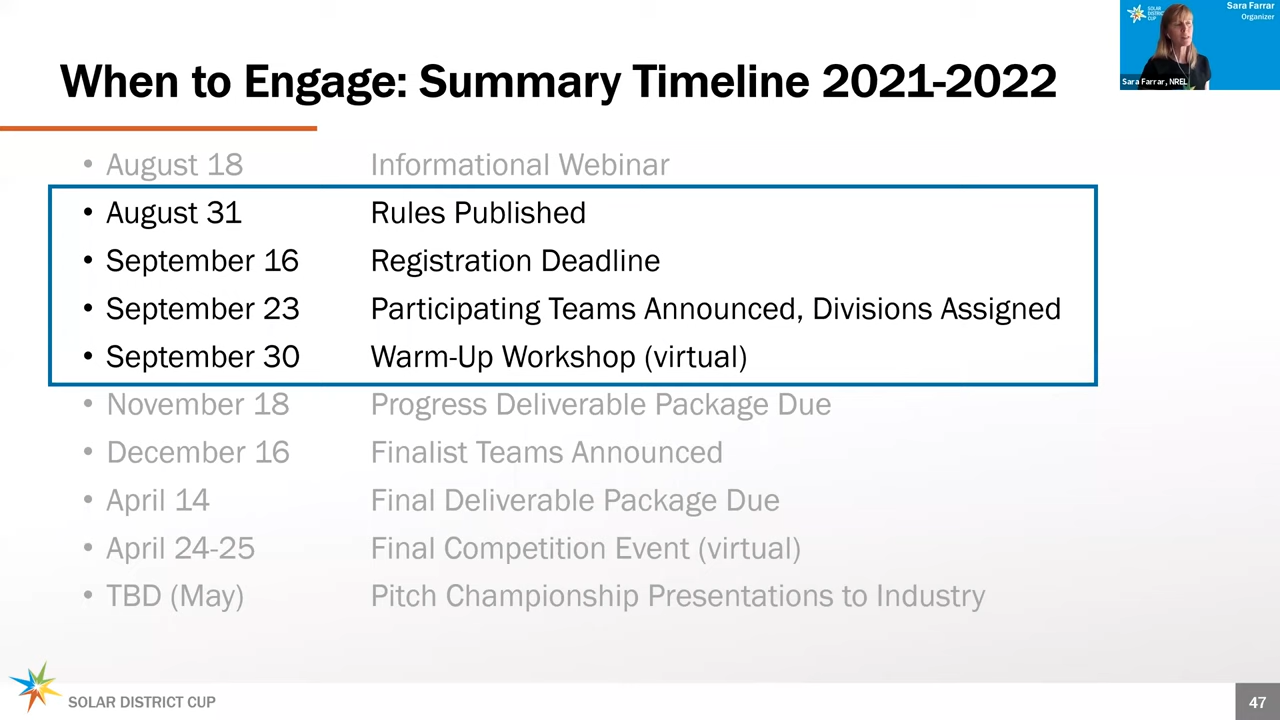 SOLAR
DISTRICT
CUP
Sara Farrar
Organizer
Sara Farrar, NREL
When to Engage: Summary Timeline 2021-2022
• August 18 Informational Webinar
• August 31 Rules Published
• September 16 Registration Deadline
• September 23 Participating Teams Announced, Divisions Assigned
• September 30 Warm-Up Workshop (virtual)
• November 18 Progress Deliverable Package Due
• December 16 Finalist Teams Announced
• April 14 Final Deliverable Package Due
• April 24-25 Final Competition Event (virtual)
• TBD (May) Pitch Championship Presentations to Industry
SOLAR DISTRICT CUP
47